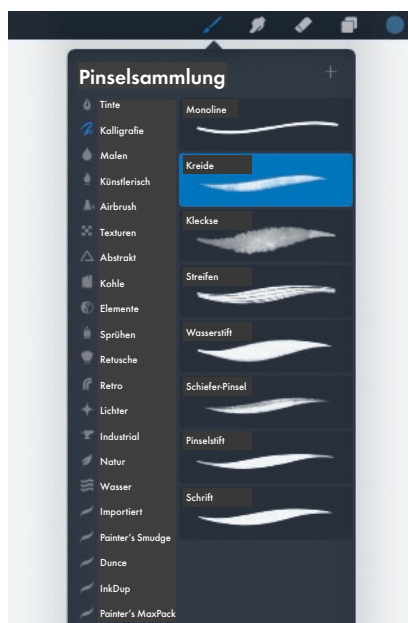 Pinselsammlung
Tinte
Kalligrafie
Malen
Künstlerisch
Airbrush
Texturen
Abstrakt
Kohle
Elemente
Sprühen
Retusche
Retro
Lichter
Industrial
Natur
Wasser
Importiert
Painter's Smudge
Dunce
InkDup
Painter's MaxPack
Monoline
Kreide
Kleckse
Streifen
Wasserstift
Schiefer-Pinsel
Pinselstift
Schrift